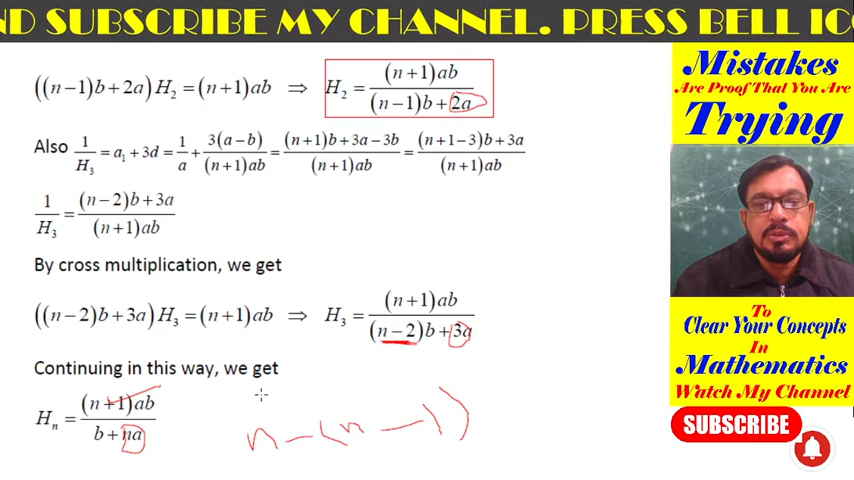 ND SUBSCRIBE MY CHANNEL. PRESS BELL ICO
((n−1)b+2a)H₂=(n+1)ab ⇒ H₂=(n+1)ab/((n−1)b+2a)
Also 1/H₃=a₁+3d=1/a+3(a−b)/((n+1)ab)=((n+1)b+3a−3b)/((n+1)ab)=((n+1−3)b+3a)/((n+1)ab)
1/H₃=((n−2)b+3a)/((n+1)ab)
By cross multiplication, we get
((n−2)b+3a)H₃=(n+1)ab ⇒ H₃=(n+1)ab/((n−2)b+3a)
Continuing in this way, we get
Hₙ=(n+1)ab/(b+na)
n−(n−1))
Mistakes
Are Proof That You Are
Trying
To
Clear Your Concepts
In
Mathematics
Watch My Channel
SUBSCRIBE